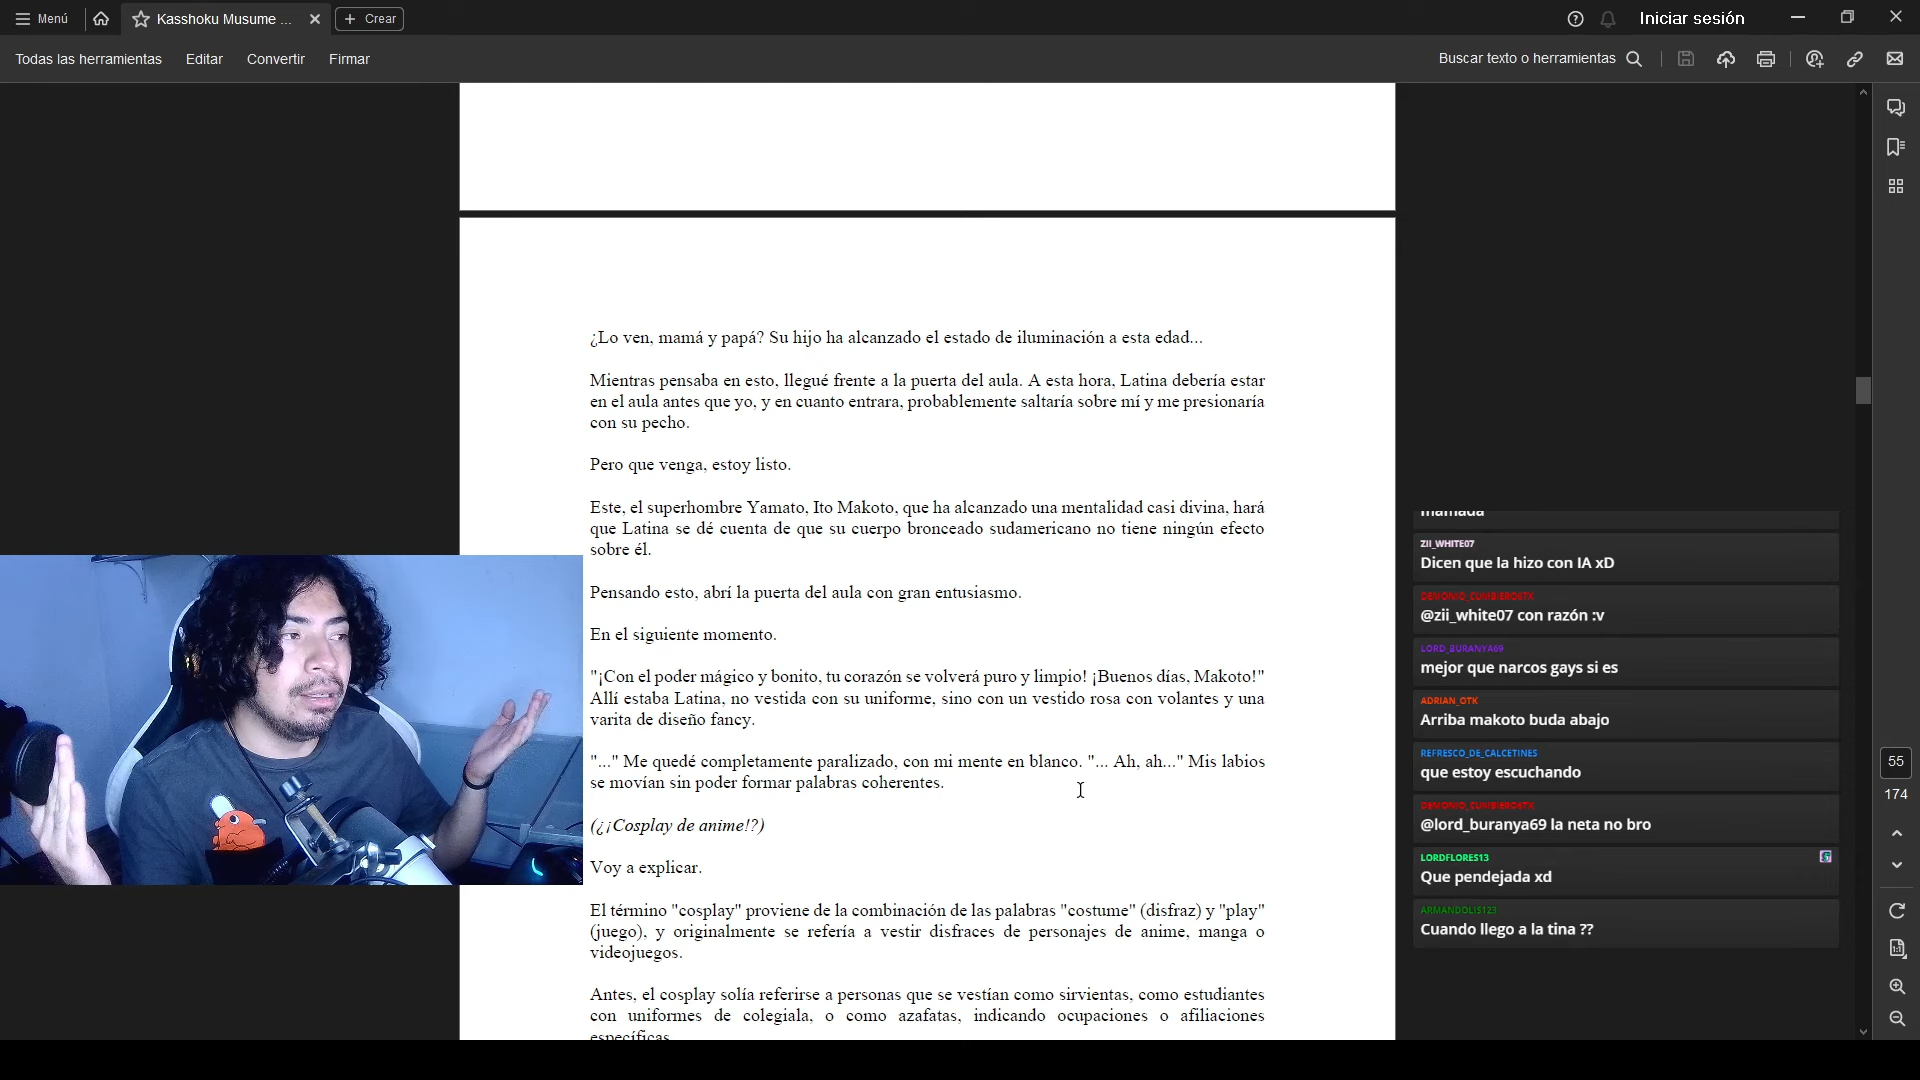 Menú
Kasshoku Musume ...
Crear
Iniciar sesión
Todas las herramientas
Editar
Convertir
Firmar
Buscar texto o herramientas
¿Lo ven, mamá y papá? Su hijo ha alcanzado el estado de iluminación a esta edad...
Mientras pensaba en esto, llegué frente a la puerta del aula. A esta hora, Latina debería estar
en el aula antes que yo, y en cuanto entrara, probablemente saltaría sobre mí y me presionaría
con su pecho.
Pero que venga, estoy listo.
Este, el superhombre Yamato, Ito Makoto, que ha alcanzado una mentalidad casi divina, hará
que Latina se dé cuenta de que su cuerpo bronceado sudamericano no tiene ningún efecto
sobre él.
Pensando esto, abrí la puerta del aula con gran entusiasmo.
En el siguiente momento.
"¡Con el poder mágico y bonito, tu corazón se volverá puro y limpio! ¡Buenos días, Makoto!"
Allí estaba Latina, no vestida con su uniforme, sino con un vestido rosa con volantes y una
varita de diseño fancy.
"..." Me quedé completamente paralizado, con mi mente en blanco. "... Ah, ah..." Mis labios
se movían sin poder formar palabras coherentes.
(¿¡Cosplay de anime!?)
Voy a explicar.
El término "cosplay" proviene de la combinación de las palabras "costume" (disfraz) y "play"
(juego), y originalmente se refería a vestir disfraces de personajes de anime, manga o
videojuegos.
Antes, el cosplay solía referirse a personas que se vestían como sirvientas, como estudiantes
con uniformes de colegiala, o como azafatas, indicando ocupaciones o afiliaciones
específicas.
mamada
ZII_WHITE07
Dicen que la hizo con IA xD
DEMONIO_CUMBIEROSTX
@zii_white07 con razón :v
LORD_BURANYA69
mejor que narcos gays si es
ADRIAN_OTK
Arriba makoto buda abajo
REFRESCO_DE_CALCETINES
que estoy escuchando
@lord_buranya69 la neta no bro
LORDFLORES13
Que pendejada xd
ARMANDOLIS123
Cuando llego a la tina ??
55
174
1:1